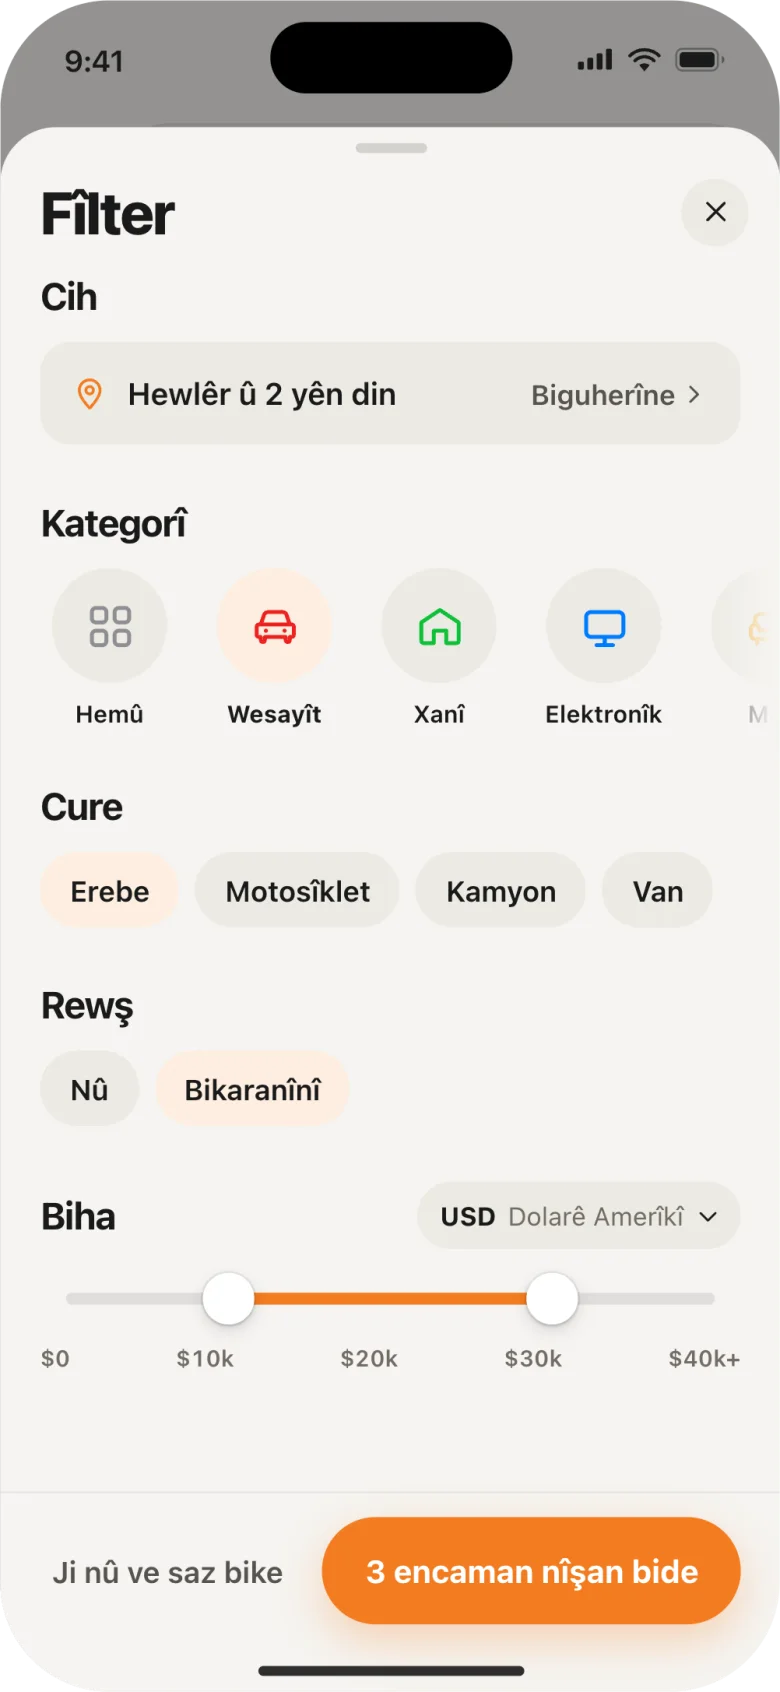 9:41
Fîlter
Cih
Hewlêr û 2 yên din Biguherîne
Kategorî
Hemû Wesayît Xanî Elektronîk M
Cure
Erebe Motosîklet Kamyon Van
Rewş
Nû Bikaranînî
Biha USD Dolarê Amerîkî
$0 $10k $20k $30k $40k+
Ji nû ve saz bike 3 encaman nîşan bide